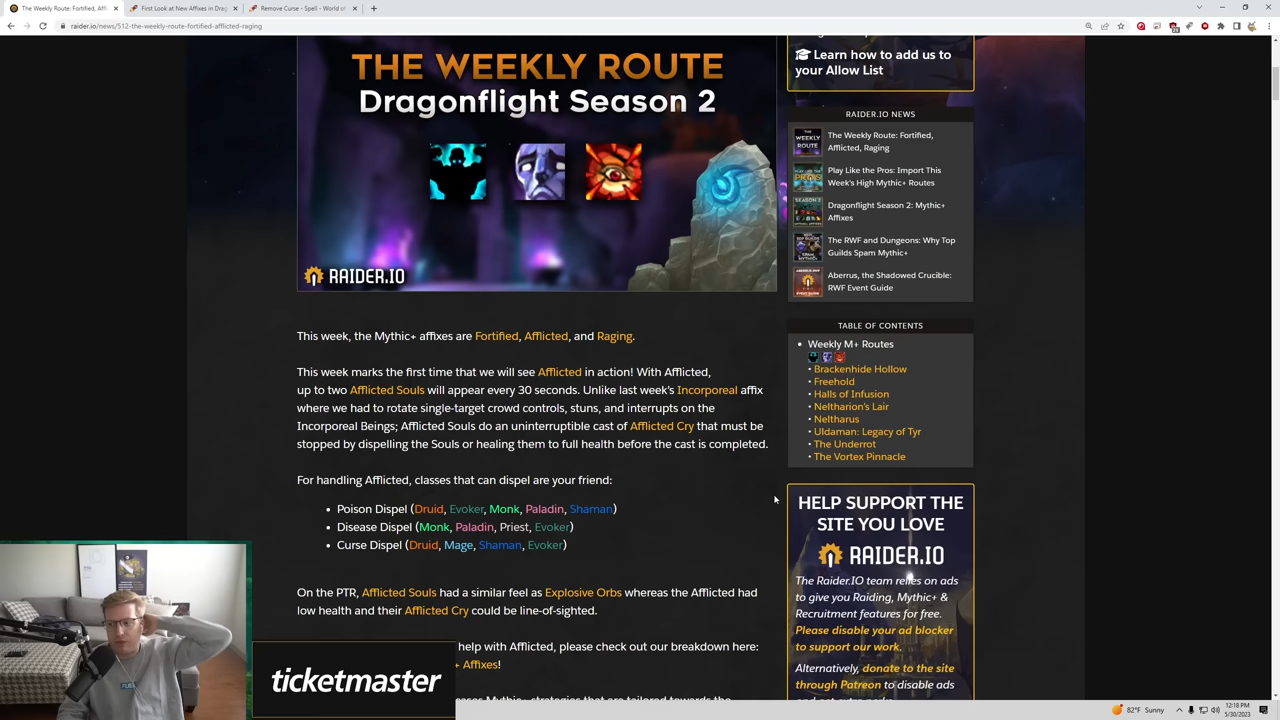 The Weekly Route: Fortified, Aff
First Look at New Affixes in Drag
Remove Curse - Spell - World of
raider.io/news/512-the-weekly-route-fortified-afflicted-raging
THE WEEKLY ROUTE
Dragonflight Season 2
RAIDER.IO
This week, the Mythic+ affixes are Fortified, Afflicted, and Raging.
This week marks the first time that we will see Afflicted in action! With Afflicted,
up to two Afflicted Souls will appear every 30 seconds. Unlike last week's Incorporeal affix
where we had to rotate single-target crowd controls, stuns, and interrupts on the
Incorporeal Beings; Afflicted Souls do an uninterruptible cast of Afflicted Cry that must be
stopped by dispelling the Souls or healing them to full health before the cast is completed.
For handling Afflicted, classes that can dispel are your friend:
• Poison Dispel (Druid, Evoker, Monk, Paladin, Shaman)
• Disease Dispel (Monk, Paladin, Priest, Evoker)
• Curse Dispel (Druid, Mage, Shaman, Evoker)
On the PTR, Afflicted Souls had a similar feel as Explosive Orbs whereas the Afflicted had
low health and their Afflicted Cry could be line-of-sighted.
help with Afflicted, please check out our breakdown here:
+ Affixes!
Learn how to add us to
your Allow List
RAIDER.IO NEWS
The Weekly Route: Fortified,
Afflicted, Raging
Play Like the Pros: Import This
Week's High Mythic+ Routes
Dragonflight Season 2: Mythic+
Affixes
The RWF and Dungeons: Why Top
Guilds Spam Mythic+
Aberrus, the Shadowed Crucible:
RWF Event Guide
TABLE OF CONTENTS
• Weekly M+ Routes
• Brackenhide Hollow
• Freehold
• Halls of Infusion
• Neltharion's Lair
• Neltharus
• Uldaman: Legacy of Tyr
• The Underrot
• The Vortex Pinnacle
HELP SUPPORT THE
SITE YOU LOVE
RAIDER.IO
The Raider.IO team relies on ads
to give you Raiding, Mythic+ &
Recruitment features for free.
Please disable your ad blocker
to support our work.
Alternatively, donate to the site
through Patreon to disable ads
ticketmaster
82°F Sunny
12:18 PM
5/30/2023